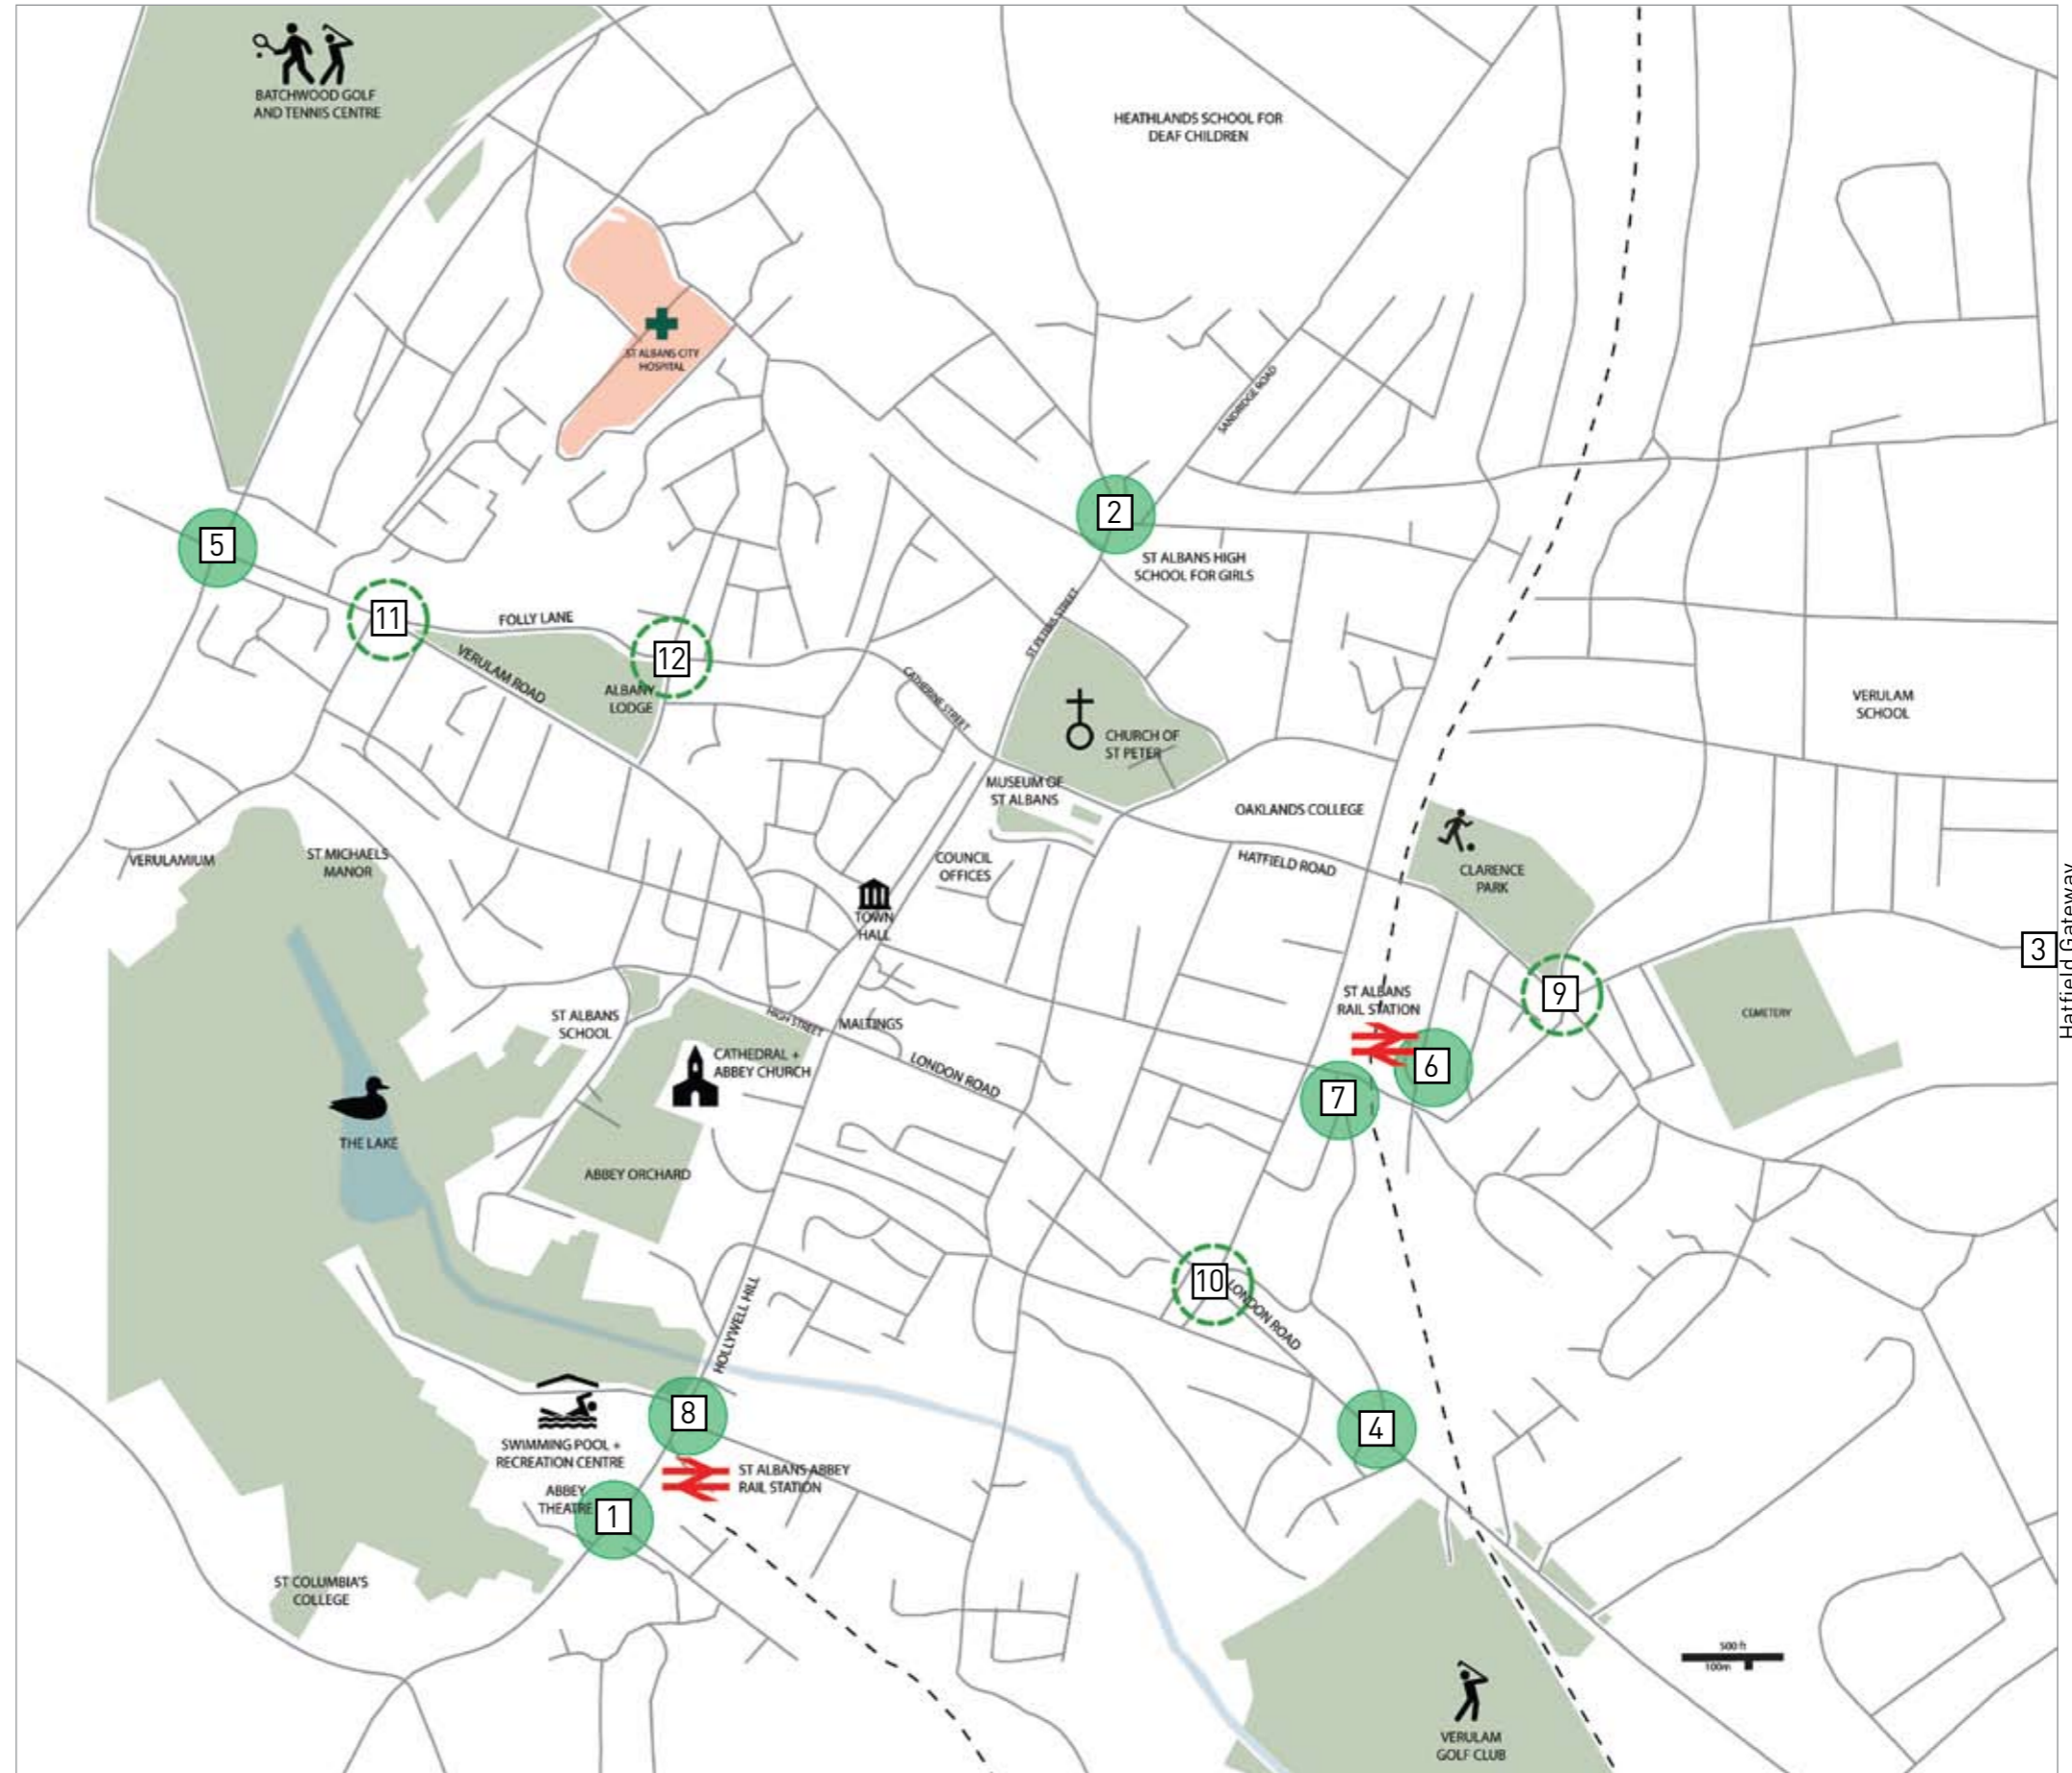 BATCHWOOD GOLF
AND TENNIS CENTRE
HEATHLANDS SCHOOL FOR
DEAF CHILDREN
ST ALBANS CITY
HOSPITAL
SANDRIDGE ROAD
2
5
ST ALBANS HIGH
SCHOOL FOR GIRLS
11
FOLLY LANE
ST PETERS STREET
12
VERULAM ROAD
ALBANY
LODGE
CATHERINE STREET
VERULAM
SCHOOL
CHURCH OF
ST PETER
MUSEUM OF
ST ALBANS
OAKLANDS COLLEGE
VERULAMIUM
ST MICHAELS
MANOR
COUNCIL
OFFICES
HATFIELD ROAD
CLARENCE
PARK
TOWN
HALL
3
Hatfield Gateway
9
ST ALBANS
RAIL STATION
CEMETERY
ST ALBANS
SCHOOL
HIGH STREET
MALTINGS
CATHEDRAL +
ABBEY CHURCH
LONDON ROAD
6
7
THE LAKE
ABBEY ORCHARD
10
LONDON ROAD
HOLLYWELL HILL
8
4
SWIMMING POOL +
RECREATION CENTRE
ST ALBANS ABBEY
RAIL STATION
ABBEY
THEATRE
1
ST COLUMBIA'S
COLLEGE
500 ft
100m
VERULAM
GOLF CLUB